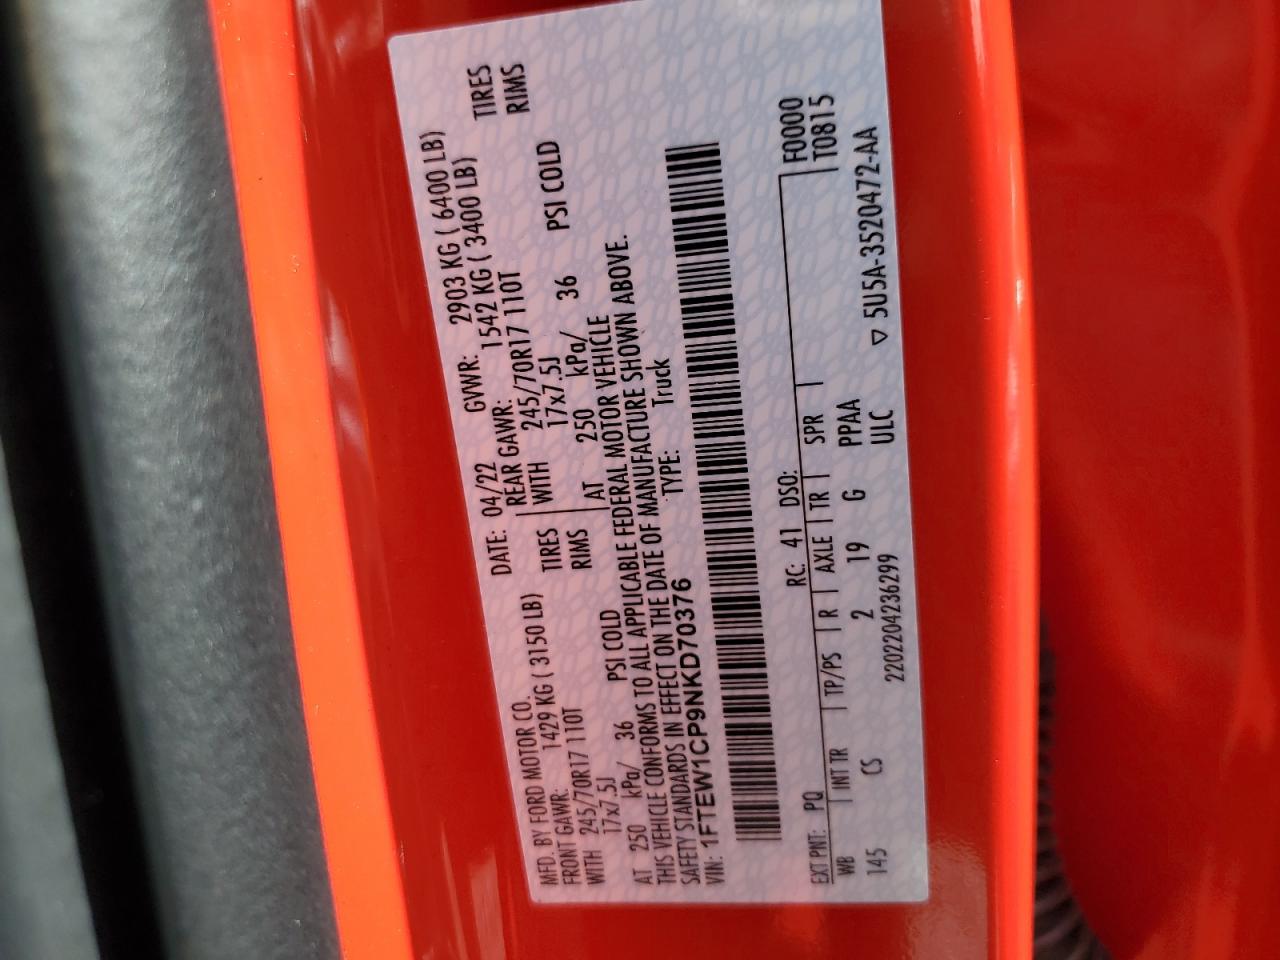 MFD. BY FORD MOTOR CO.
DATE: 04/22 GVWR: 2903 KG ( 6400 LB)
FRONT GAWR: 1429 KG ( 3150 LB) REAR GAWR: 1542 KG ( 3400 LB)
WITH 245/70R17 110T TIRES WITH 245/70R17 110T TIRES
17x7.5J RIMS 17x7.5J RIMS
AT 250 kPa/ 36 PSI COLD AT 250 kPa/ 36 PSI COLD
THIS VEHICLE CONFORMS TO ALL APPLICABLE FEDERAL MOTOR VEHICLE
SAFETY STANDARDS IN EFFECT ON THE DATE OF MANUFACTURE SHOWN ABOVE.
VIN: 1FTEW1CP9NKD70376 TYPE: Truck
EXT PNT: PQ RC: 41 DSO: F0000
WB INT TR TP/PS R AXLE TR SPR T0815
145 CS 2 19 G PPAA
2202204236299 ULC ▽ 5U5A-3520472-AA